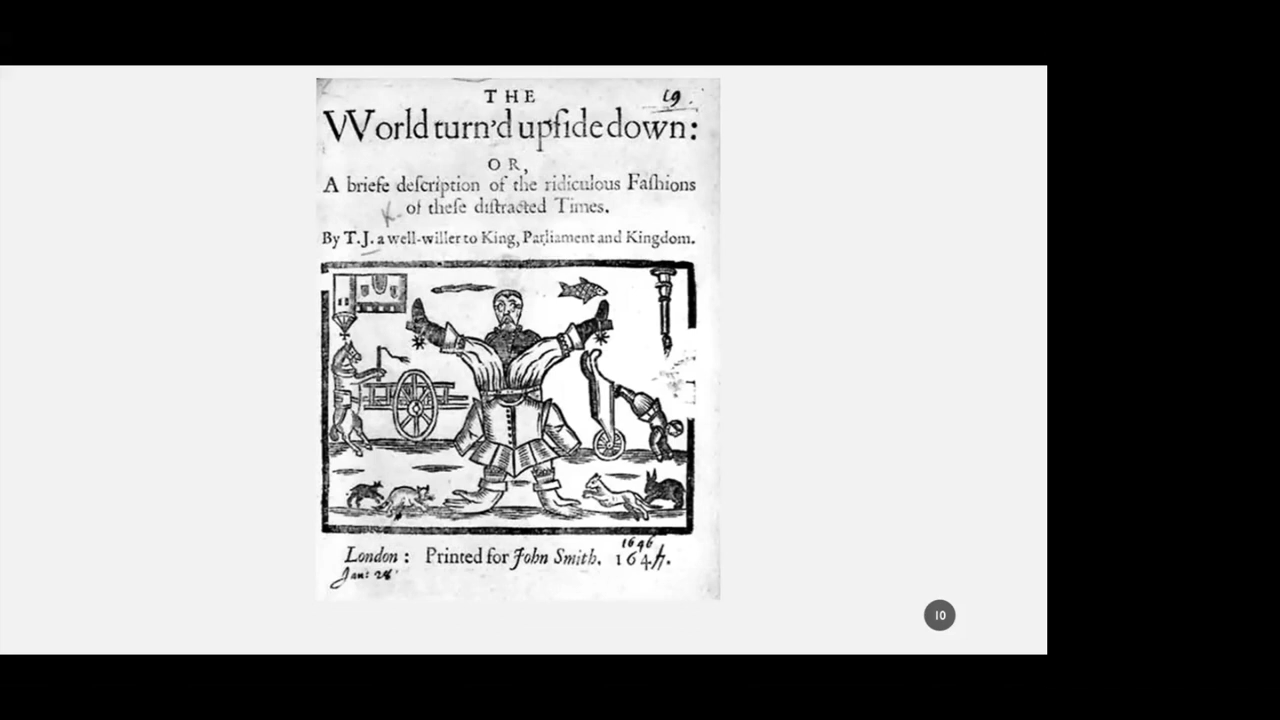 THE
19.
World turn'd upſide down:
OR,
A briefe deſcription of the ridiculous Faſhions
of theſe diſtracted Times.
By T.J. a well-willer to King, Parliament and Kingdom.
1646
London: Printed for John Smith. 1647.
Jan: 28
10